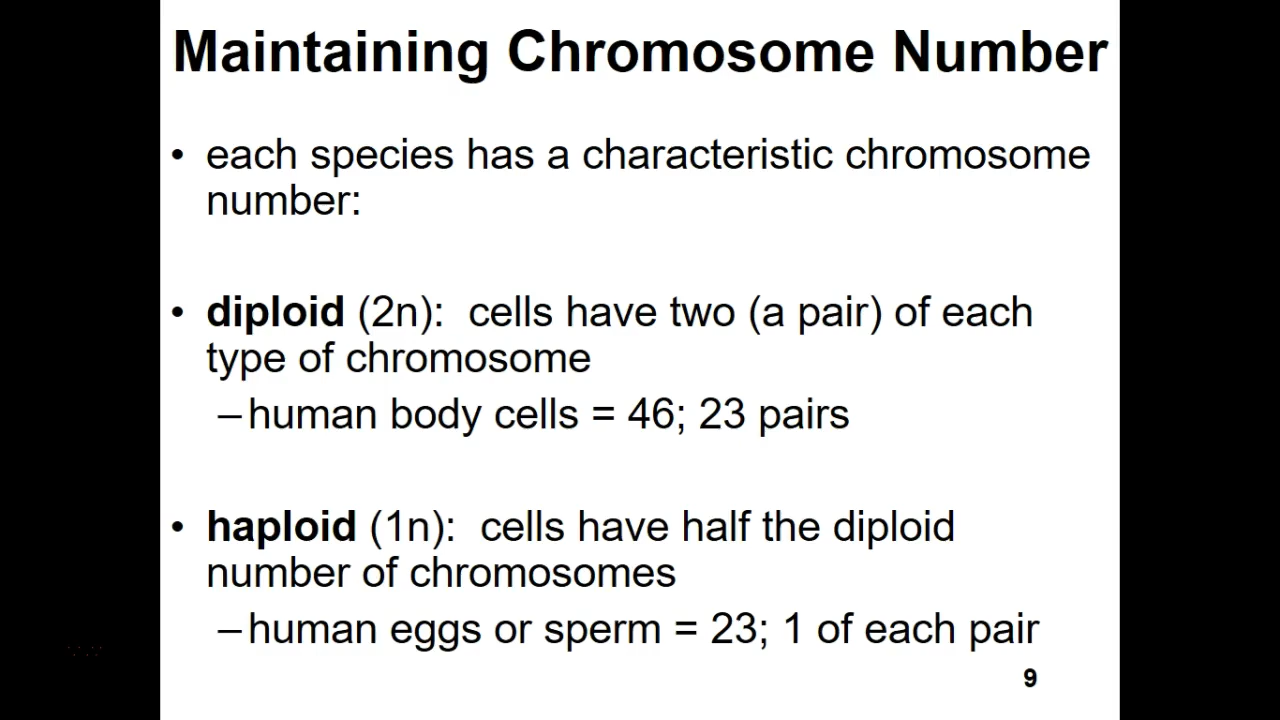 Maintaining Chromosome Number
• each species has a characteristic chromosome
number:
• diploid (2n):  cells have two (a pair) of each
type of chromosome
–human body cells = 46; 23 pairs
• haploid (1n):  cells have half the diploid
number of chromosomes
–human eggs or sperm = 23; 1 of each pair
9